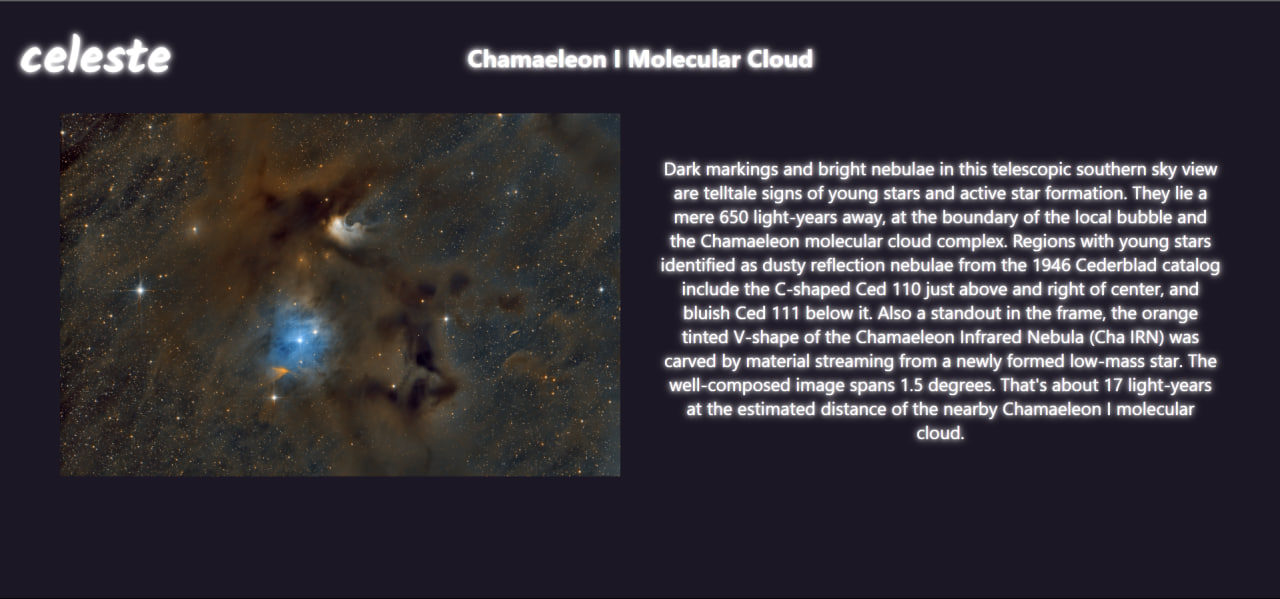 celeste
Chamaeleon I Molecular Cloud
Dark markings and bright nebulae in this telescopic southern sky view
are telltale signs of young stars and active star formation. They lie a
mere 650 light-years away, at the boundary of the local bubble and
the Chamaeleon molecular cloud complex. Regions with young stars
identified as dusty reflection nebulae from the 1946 Cederblad catalog
include the C-shaped Ced 110 just above and right of center, and
bluish Ced 111 below it. Also a standout in the frame, the orange
tinted V-shape of the Chamaeleon Infrared Nebula (Cha IRN) was
carved by material streaming from a newly formed low-mass star. The
well-composed image spans 1.5 degrees. That's about 17 light-years
at the estimated distance of the nearby Chamaeleon I molecular
cloud.